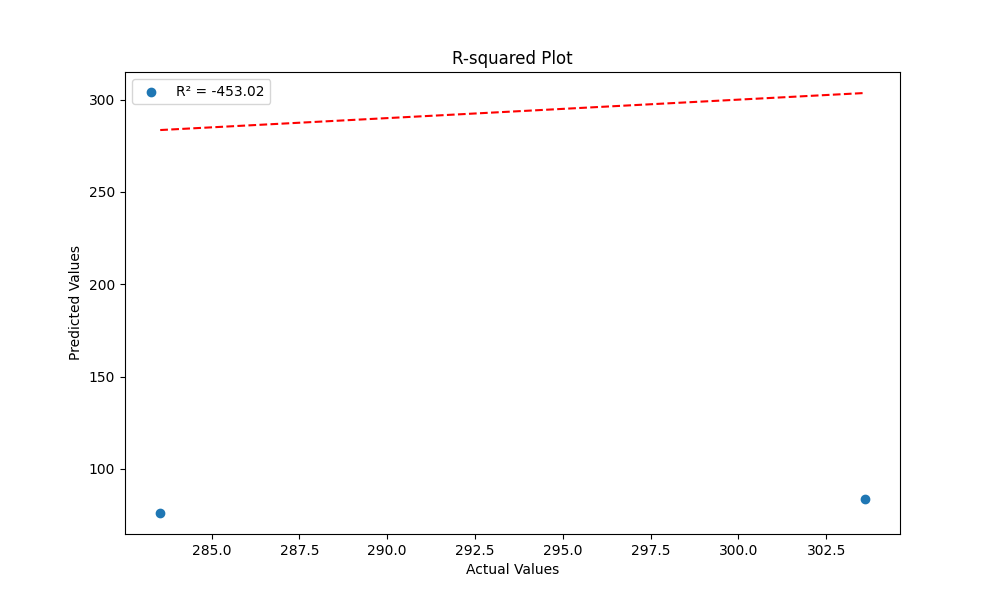 R-squared Plot
R² = -453.02
300
250
200
150
100
Predicted Values
285.0 287.5 290.0 292.5 295.0 297.5 300.0 302.5
Actual Values